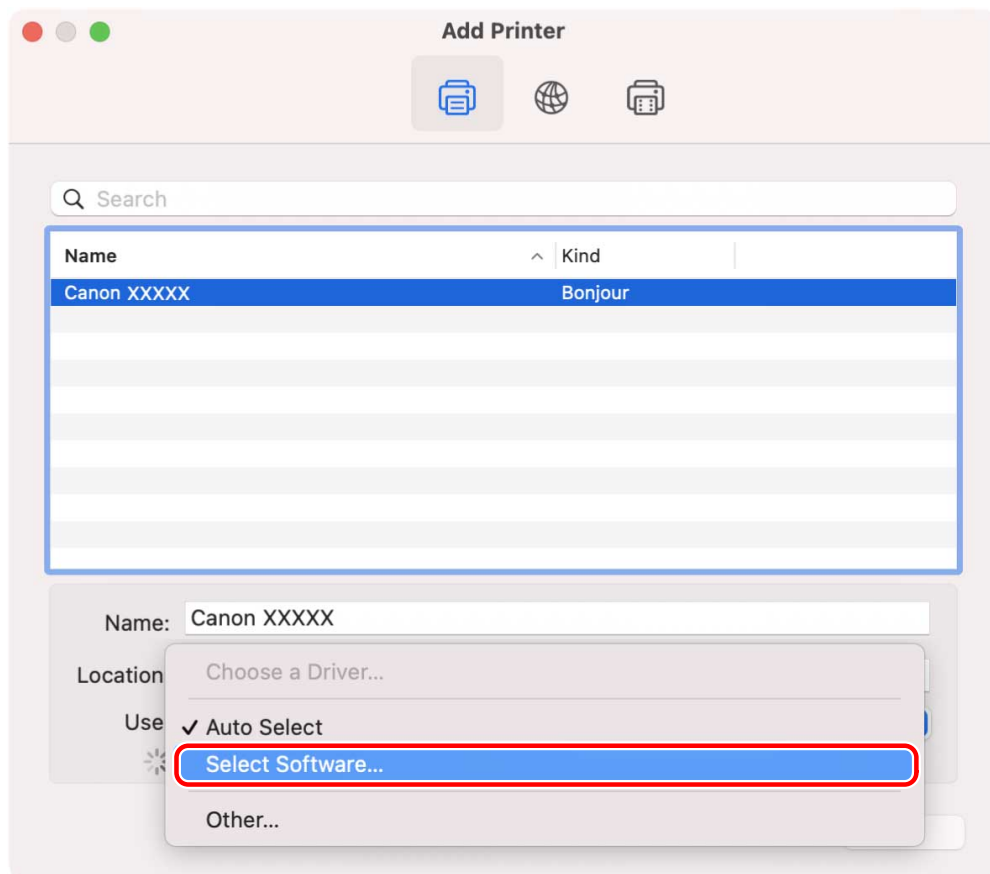 Add Printer
Search
Name Kind
Canon XXXXX Bonjour
Name: Canon XXXXX
Location
Choose a Driver...
Use
Auto Select
Select Software...
Other...